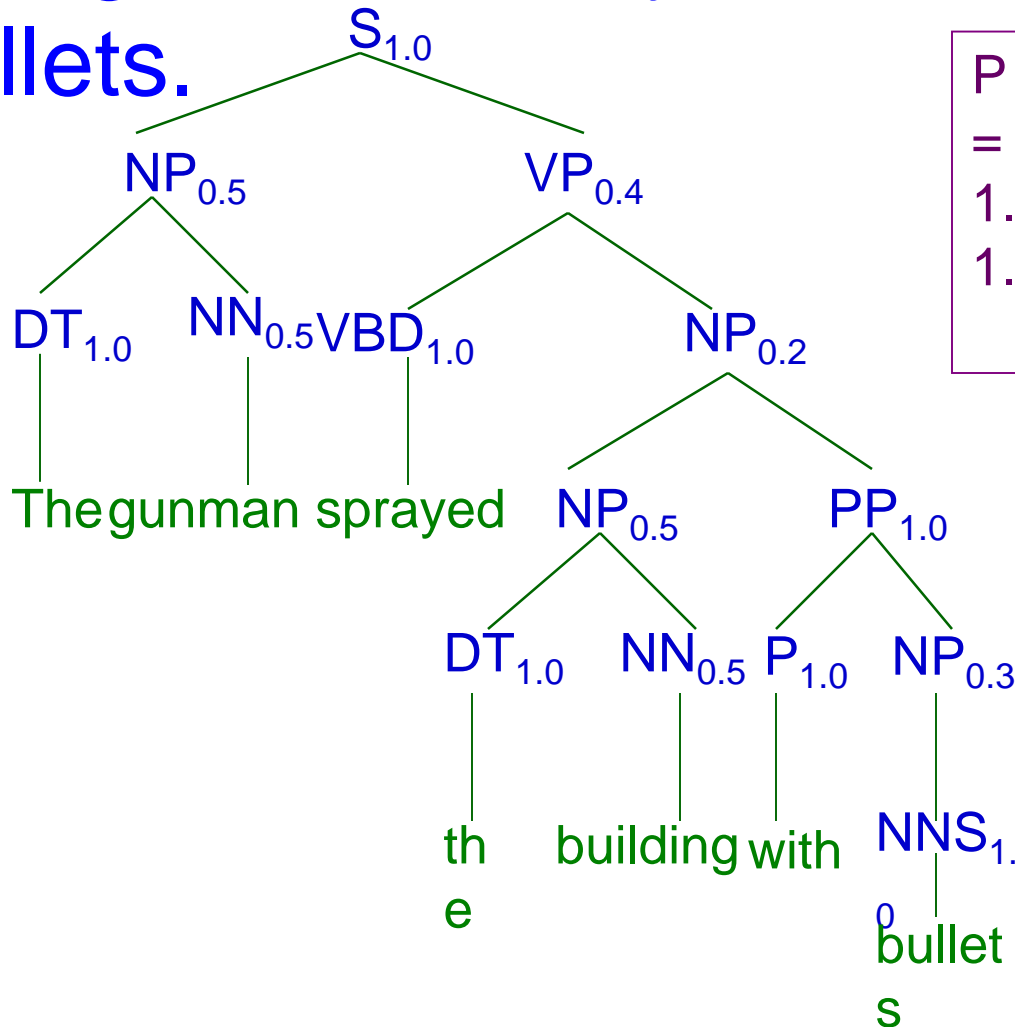 llets.
S1.0
P
=
1.
1.
NP0.5 VP0.4
DT1.0 NN0.5 VBD1.0 NP0.2
The gunman sprayed NP0.5 PP1.0
DT1.0 NN0.5 P1.0 NP0.3
th building with NNS1.
e 0
bullet
s